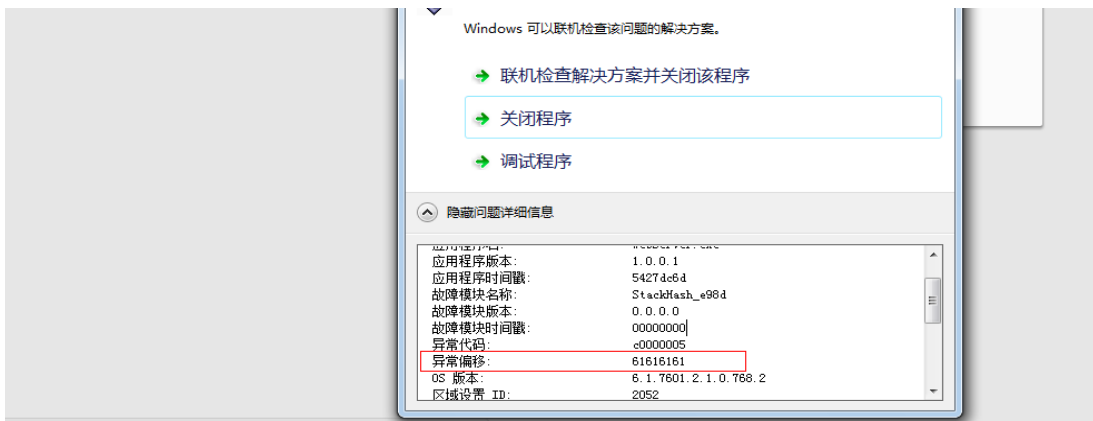 Windows 可以联机检查该问题的解决方案。
联机检查解决方案并关闭该程序
关闭程序
调试程序
隐藏问题详细信息
应用程序版本: 1.0.0.1
应用程序时间戳: 5427dc6d
故障模块名称: StackHash_e98d
故障模块版本: 0.0.0.0
故障模块时间戳: 00000000
异常代码: c0000005
异常偏移: 61616161
OS 版本: 6.1.7601.2.1.0.768.2
区域设置 ID: 2052